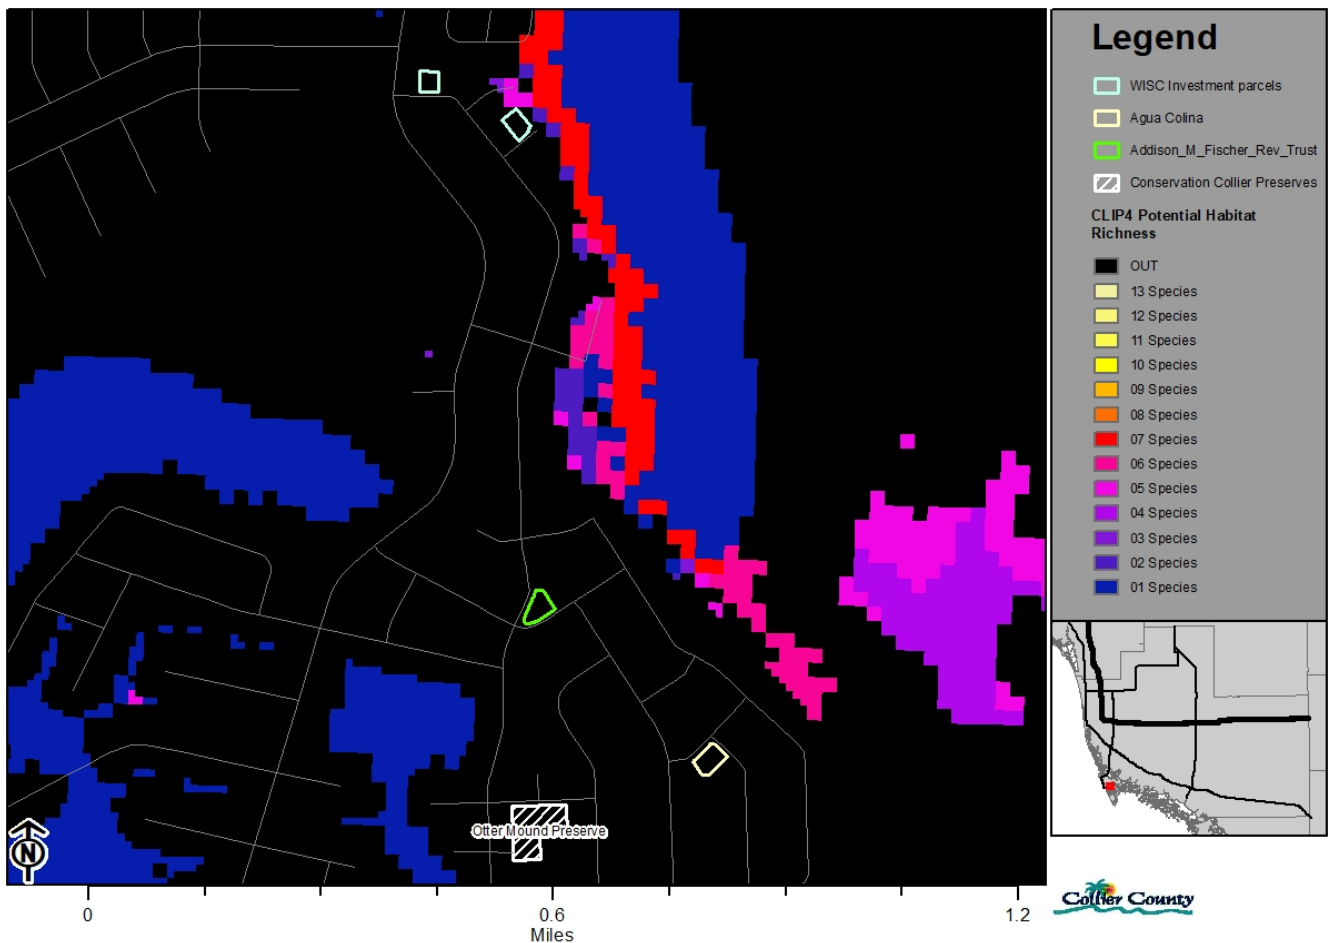 Legend
WISC Investment parcels
Agua Colina
Addison_M_Fischer_Rev_Trust
Conservation Collier Preserves
CLIP4 Potential Habitat
Richness
OUT
13 Species
12 Species
11 Species
10 Species
09 Species
08 Species
07 Species
06 Species
05 Species
04 Species
03 Species
02 Species
01 Species
Otter Mound Preserve
N
0
0.6
1.2
Miles
Collier County